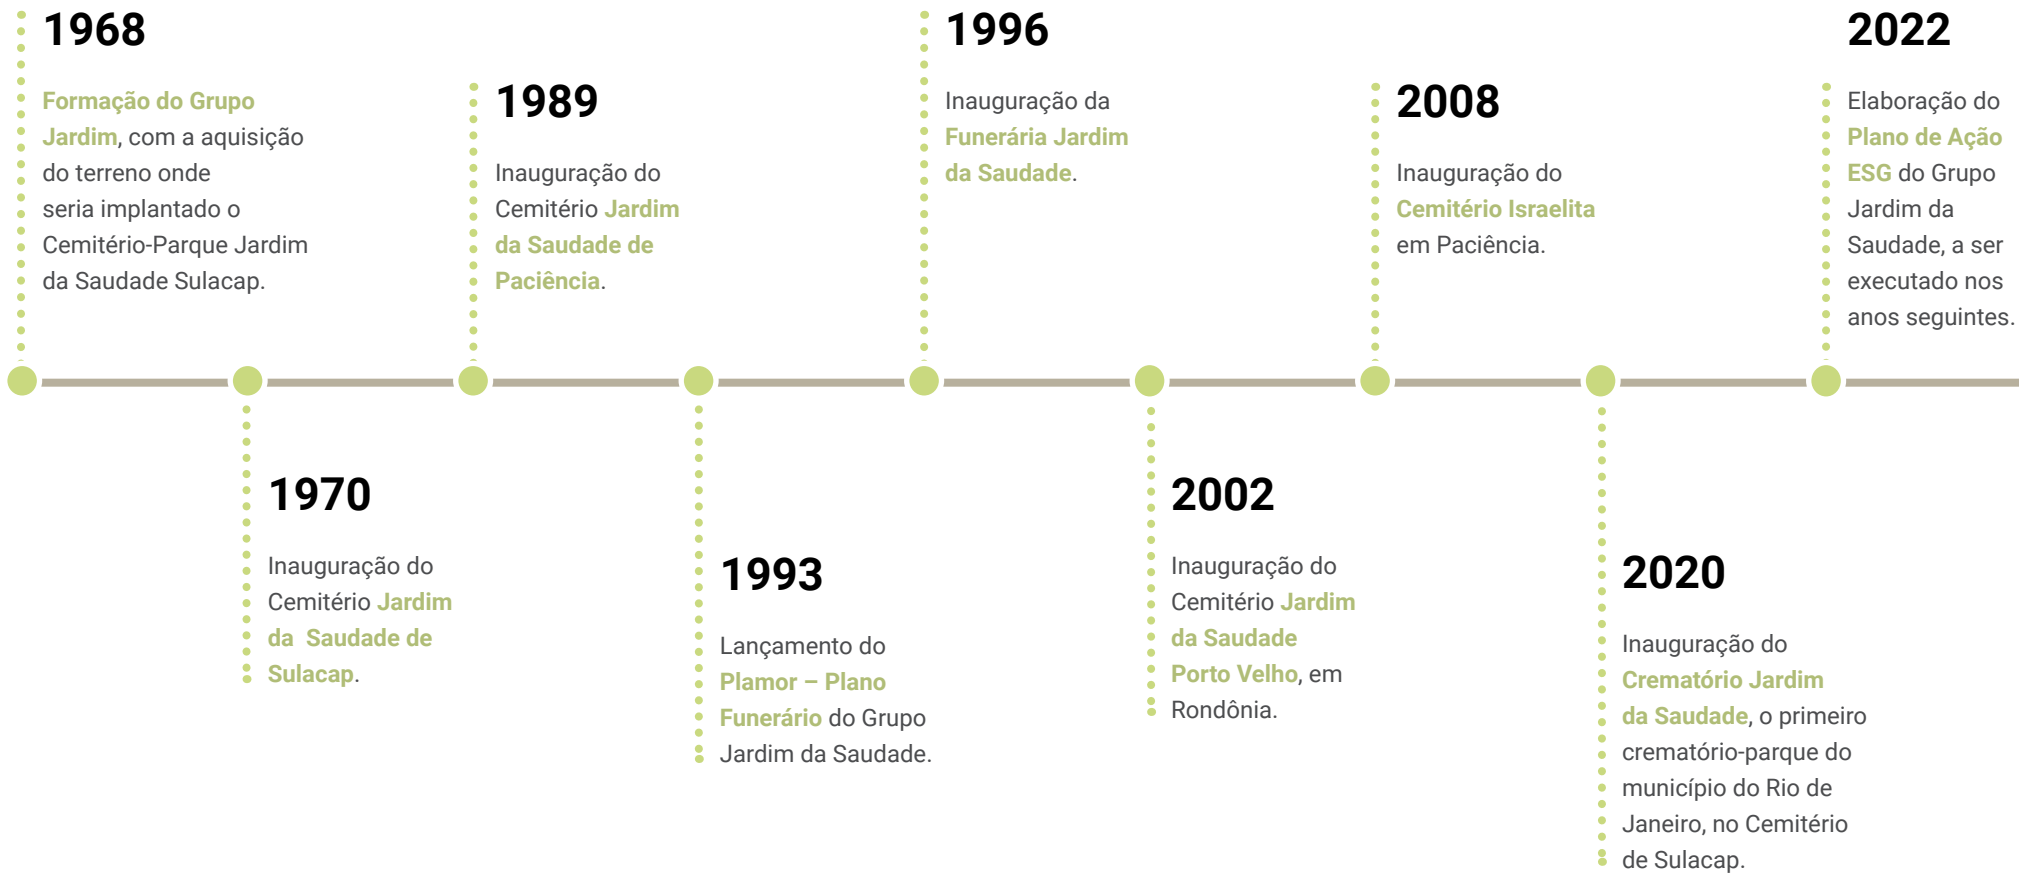 1968
Formação do Grupo
Jardim, com a aquisição
do terreno onde
seria implantado o
Cemitério-Parque Jardim
da Saudade Sulacap.
1970
Inauguração do
Cemitério Jardim
da Saudade de
Sulacap.
1989
Inauguração do
Cemitério Jardim
da Saudade de
Paciência.
1993
Lançamento do
Plamor – Plano
Funerário do Grupo
Jardim da Saudade.
1996
Inauguração da
Funerária Jardim
da Saudade.
2002
Inauguração do
Cemitério Jardim
da Saudade
Porto Velho, em
Rondônia.
2008
Inauguração do
Cemitério Israelita
em Paciência.
2020
Inauguração do
Crematório Jardim
da Saudade, o primeiro
crematório-parque do
município do Rio de
Janeiro, no Cemitério
de Sulacap.
2022
Elaboração do
Plano de Ação
ESG do Grupo
Jardim da
Saudade, a ser
executado nos
anos seguintes.